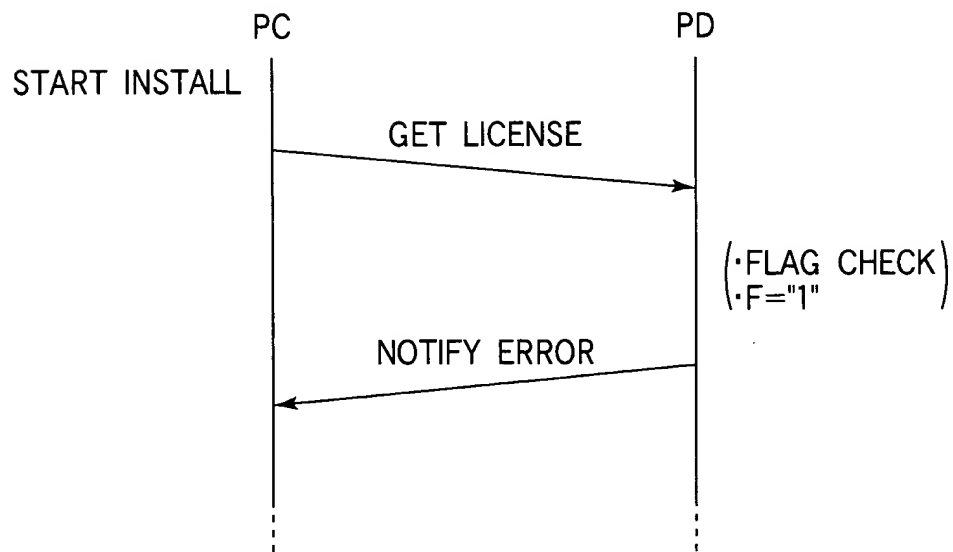 PC
PD
START INSTALL
GET LICENSE
·FLAG CHECK
·F="1"
NOTIFY ERROR